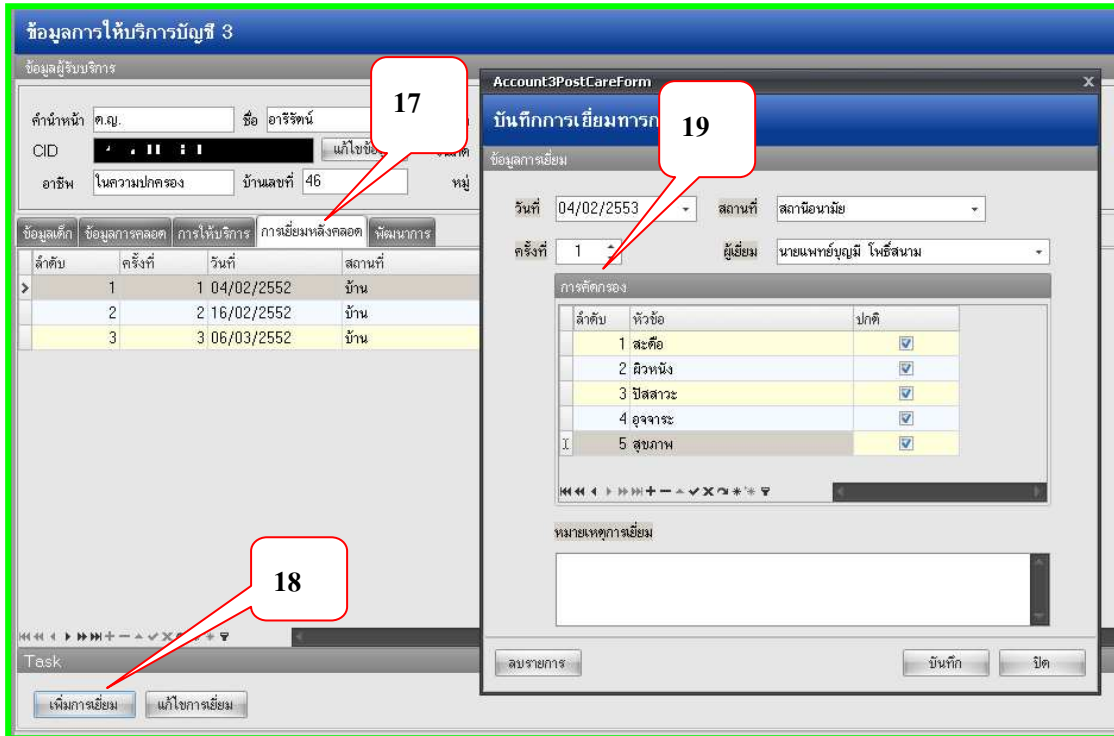 ข้อมูลการให้บริการบัญชี 3
ข้อมูลผู้รับบริการ
คำนำหน้า ด.ญ. ชื่อ อารีรัตน์
CID แก้ไขข้อมูล
อาชีพ ในความปกครอง บ้านเลขที่ 46 หมู่
ข้อมูลเด็ก ข้อมูลการคลอด การให้บริการ การเยี่ยมหลังคลอด พัฒนาการ
ลำดับ ครั้งที่ วันที่ สถานที่
1 1 04/02/2552 บ้าน
2 2 16/02/2552 บ้าน
3 3 06/03/2552 บ้าน
Task
เพิ่มการเยี่ยม แก้ไขการเยี่ยม
17
18
19
Account3PostCareForm X
บันทึกการเยี่ยมทารก
ข้อมูลการเยี่ยม
วันที่ 04/02/2553 สถานที่ สถานีอนามัย
ครั้งที่ 1 ผู้เยี่ยม นายแพทย์บุญมี โพธิ์สนาม
การคัดกรอง
ลำดับ หัวข้อ ปกติ
1 สะดือ
2 ผิวหนัง
3 ปัสสาวะ
4 อุจจาระ
5 สุขภาพ
หมายเหตุการเยี่ยม
ลบรายการ บันทึก ปิด